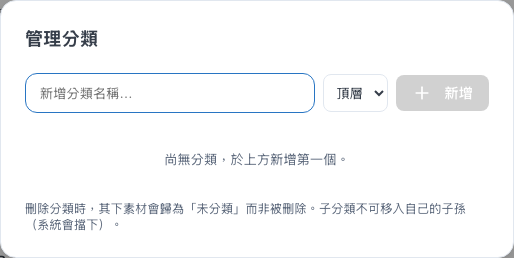 管理分類
新增分類名稱...
頂層
＋ 新增
尚無分類，於上方新增第一個。
刪除分類時，其下素材會歸為「未分類」而非被刪除。子分類不可移入自己的子孫
（系統會擋下）。